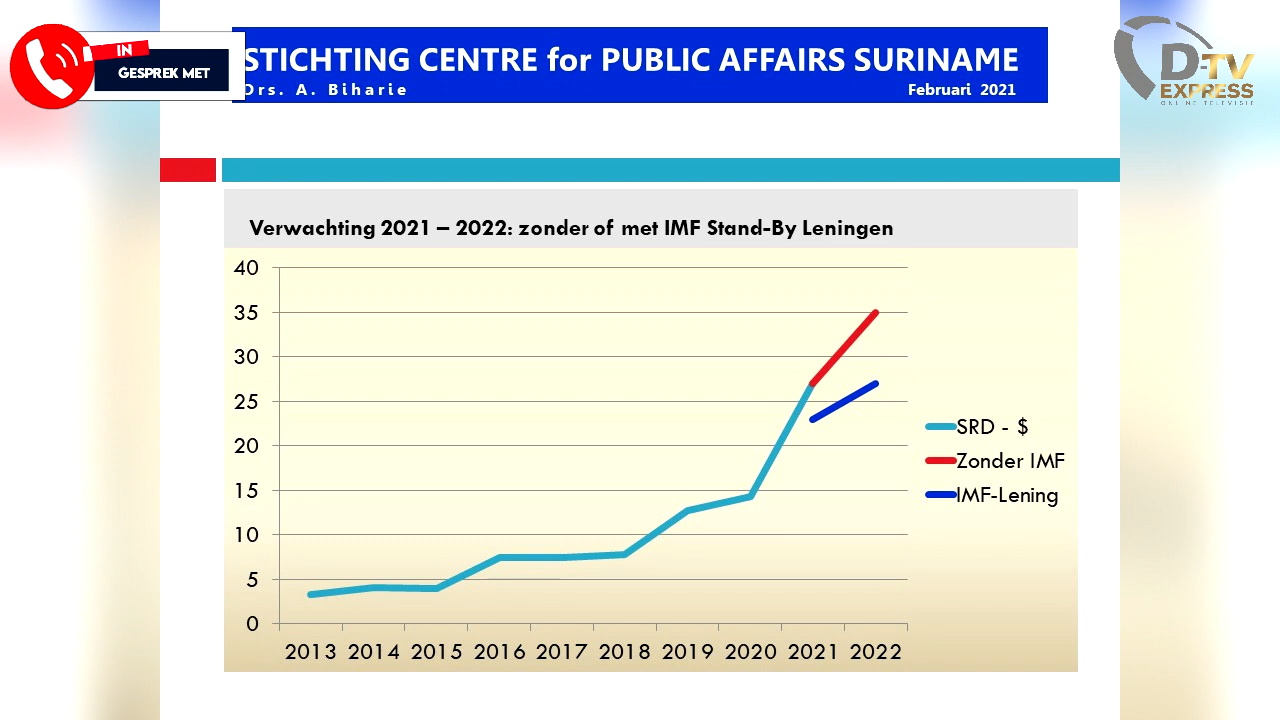 IN
GESPREK MET
STICHTING CENTRE for PUBLIC AFFAIRS SURINAME
Drs. A. Biharie
Februari 2021
D-TV
EXPRESS
ONLINE TELEVISIE
Verwachting 2021 – 2022: zonder of met IMF Stand-By Leningen
40
35
30
25
20
15
10
5
0
2013 2014 2015 2016 2017 2018 2019 2020 2021 2022
SRD - $
Zonder IMF
IMF-Lening